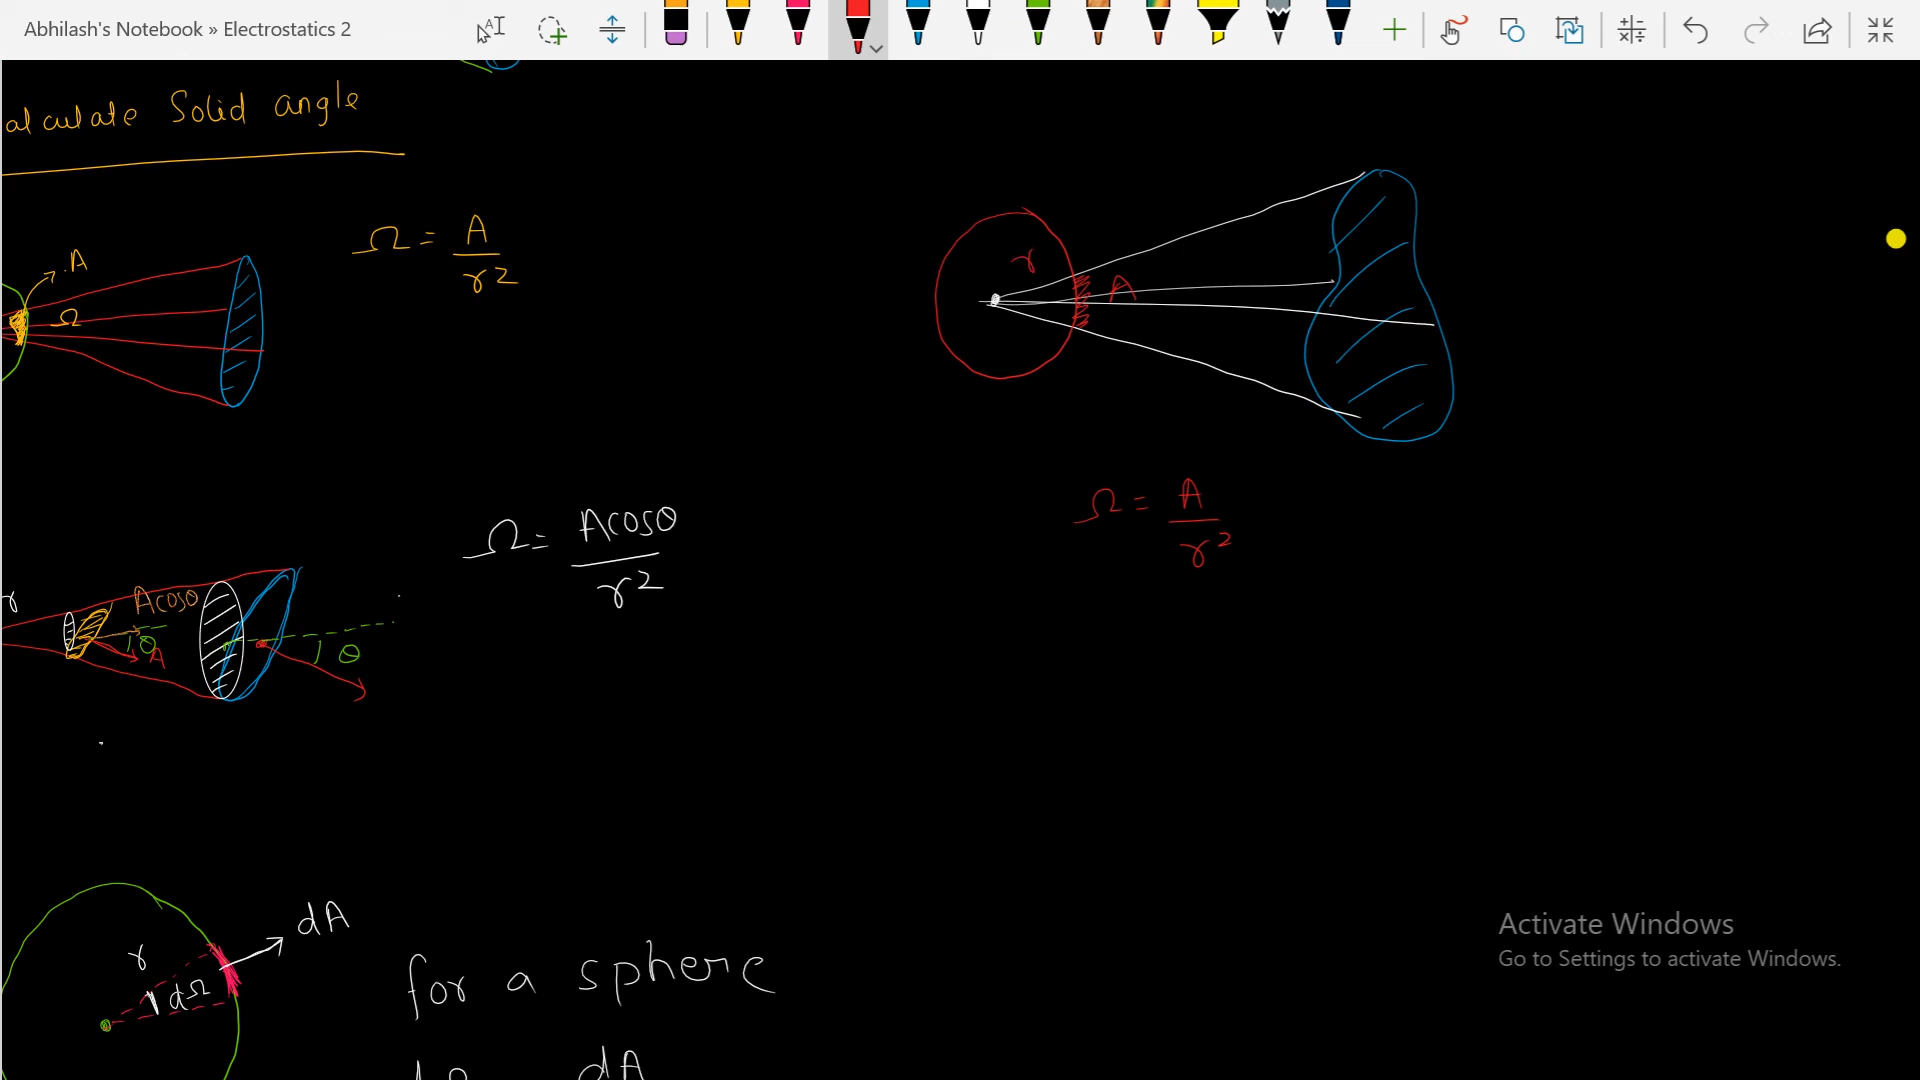 Abhilash's Notebook » Electrostatics 2
alculate Solid angle
A
Ω
Ω = A
r2
r
A
Ω = A
r2
Ω = Acosθ
r2
r
Acosθ
θ
A
θ
Activate Windows
Go to Settings to activate Windows.
dA
r
dΩ
for a sphere
dA